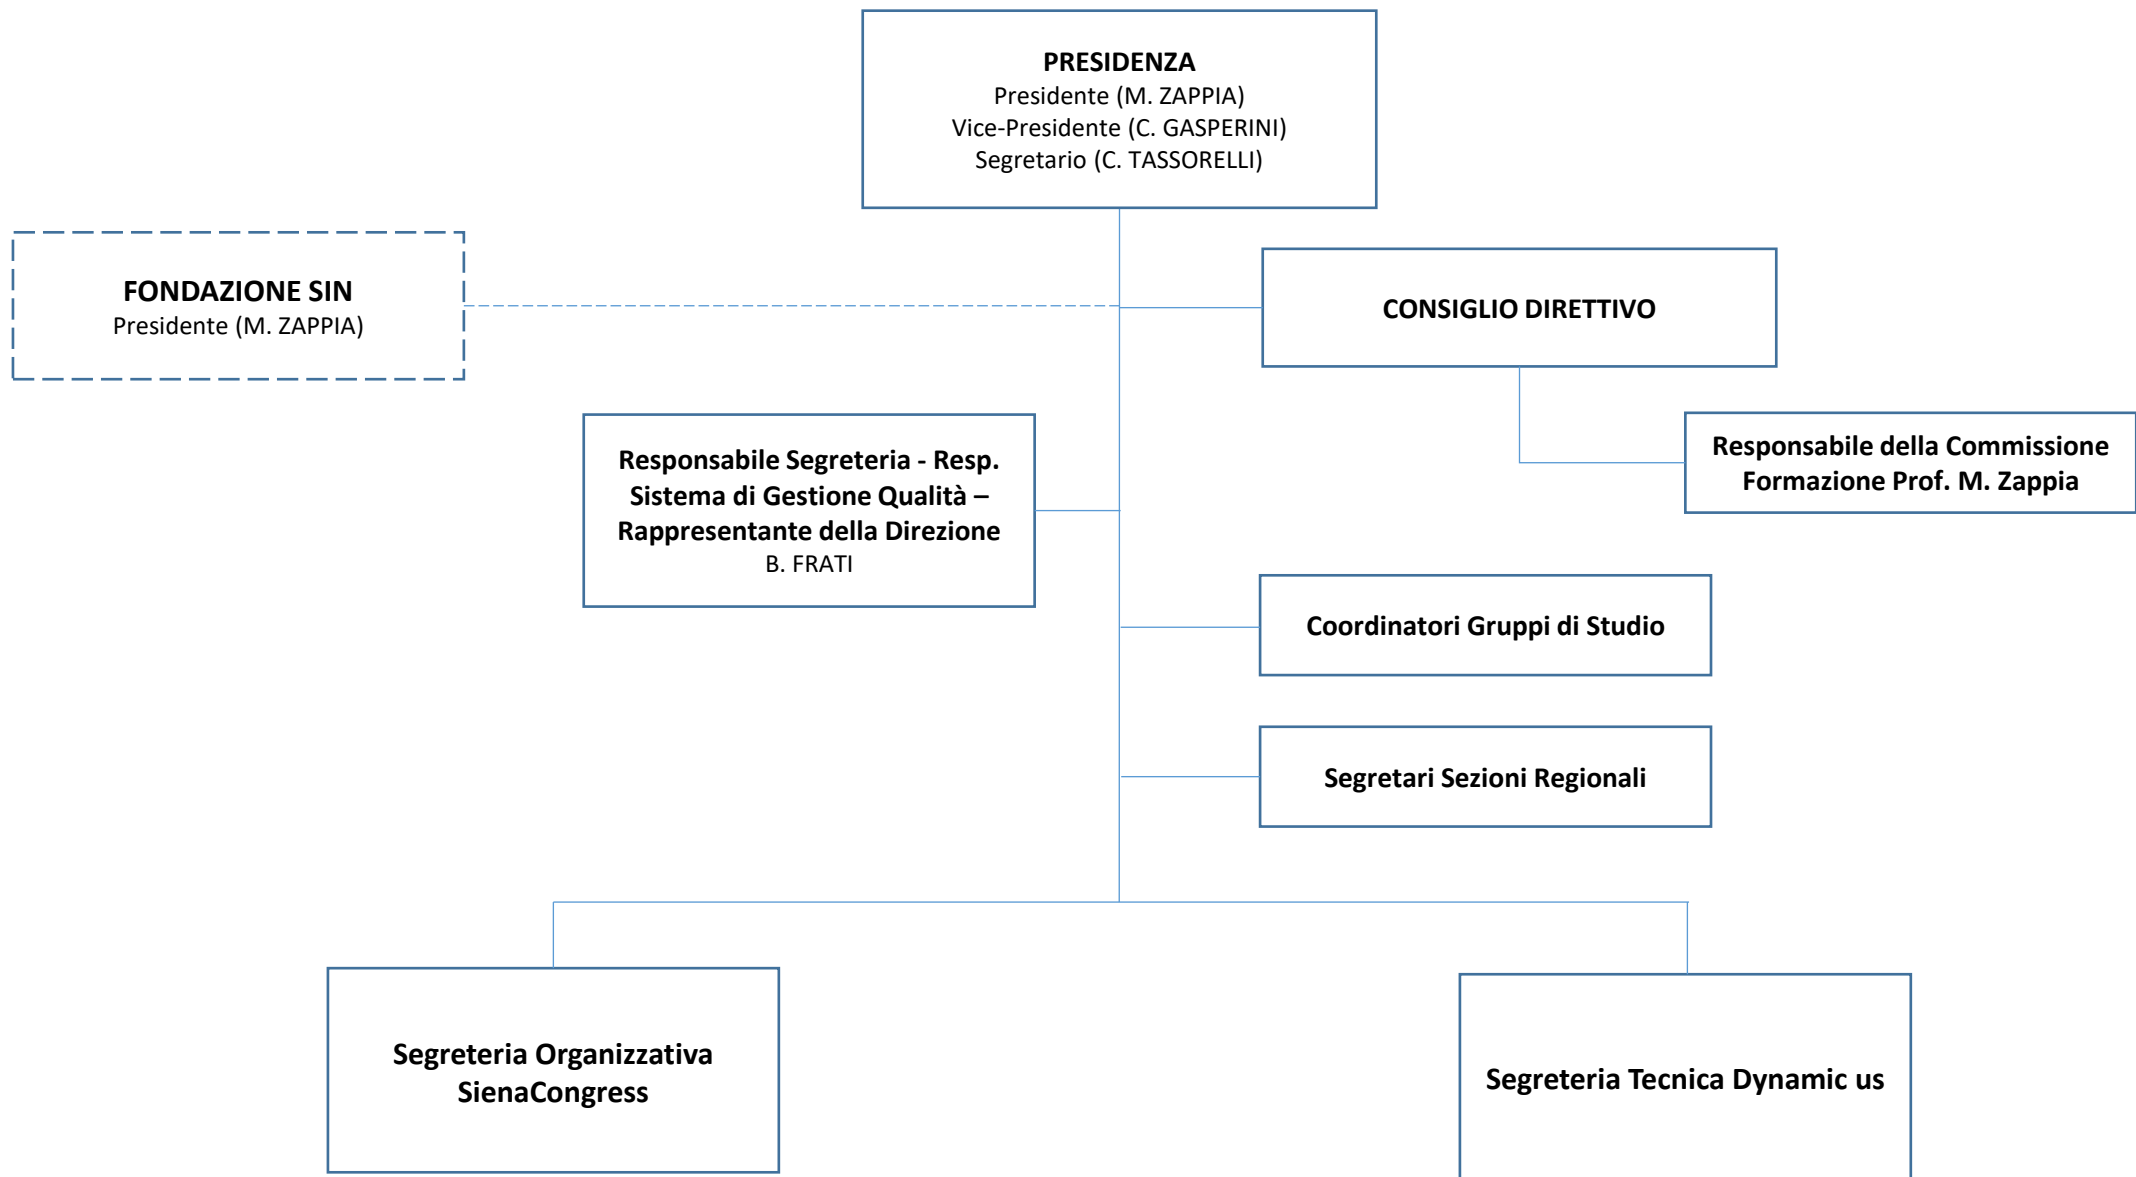 PRESIDENZA
Presidente (M. ZAPPIA)
Vice-Presidente (C. GASPERINI)
Segretario (C. TASSORELLI)
FONDAZIONE SIN
Presidente (M. ZAPPIA)
CONSIGLIO DIRETTIVO
Responsabile della Commissione
Formazione Prof. M. Zappia
Responsabile Segreteria - Resp.
Sistema di Gestione Qualità –
Rappresentante della Direzione
B. FRATI
Coordinatori Gruppi di Studio
Segretari Sezioni Regionali
Segreteria Organizzativa
SienaCongress
Segreteria Tecnica Dynamic us